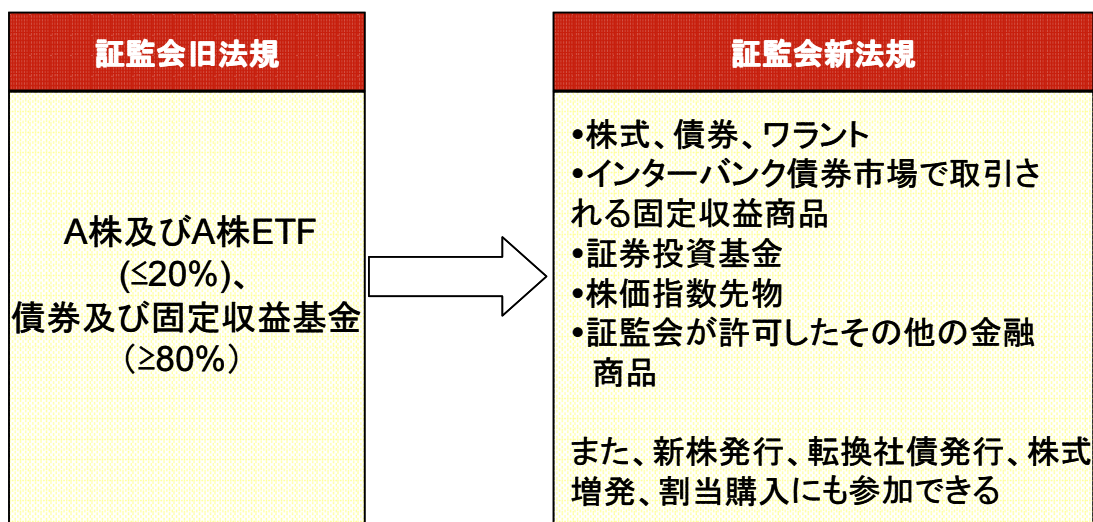 証監会旧法規
A株及びA株ETF
(≤20%)、
債券及び固定収益基金
(≥80%)
証監会新法規
•株式、債券、ワラント
•インターバンク債券市場で取引さ
れる固定収益商品
•証券投資基金
•株価指数先物
•証監会が許可したその他の金融
商品
また、新株発行、転換社債発行、株式
増発、割当購入にも参加できる